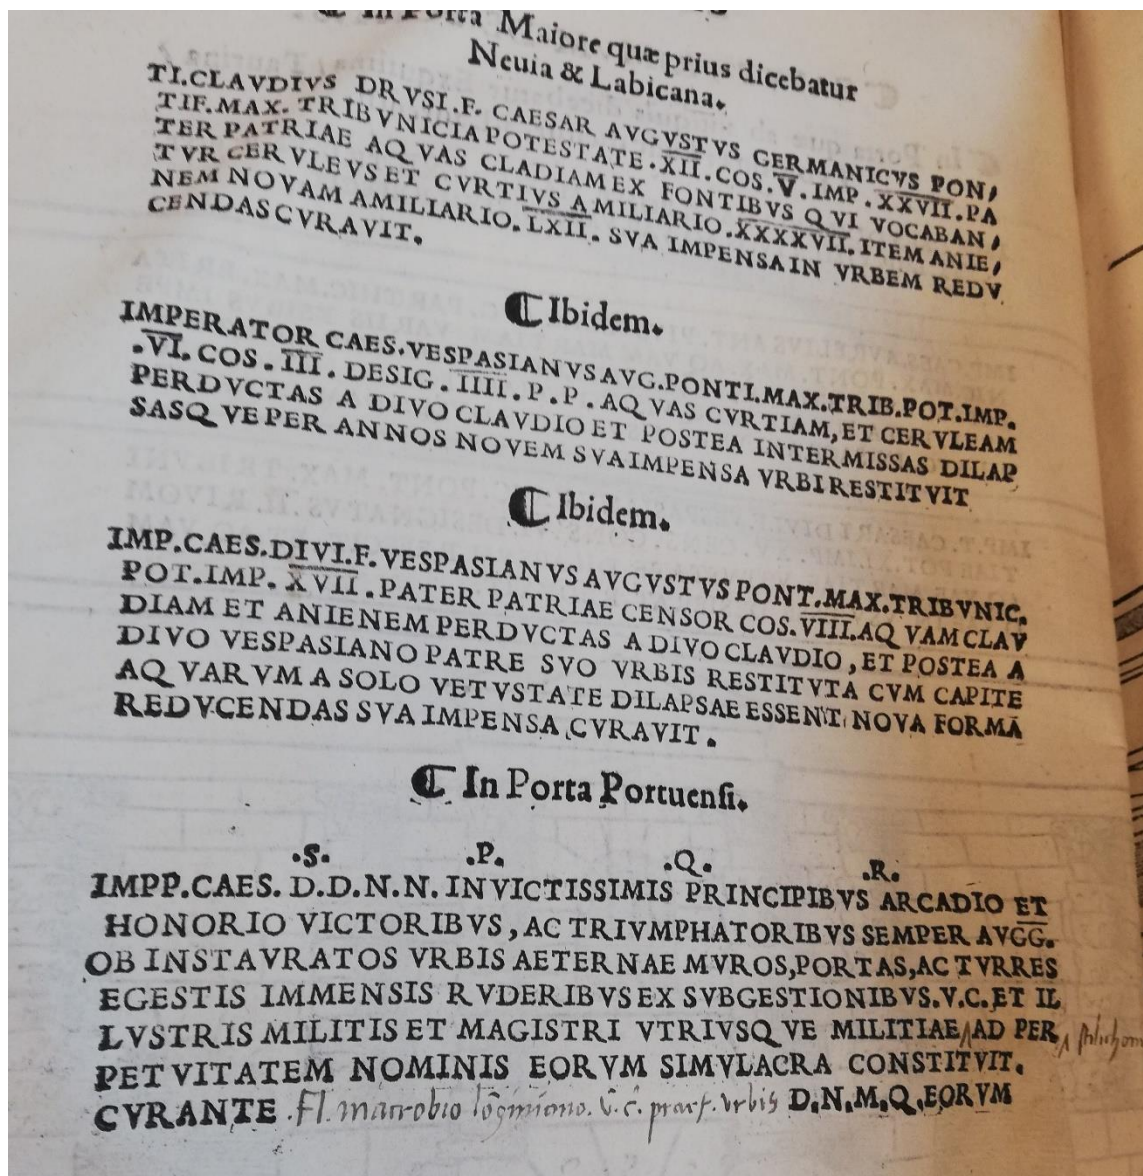 In Porta Maiore quæ prius dicebatur
Neuia & Labicana.
TI.CLAVDIVS DRVSI.F. CAESAR AVGVSTVS GERMANICVS PON,
TIF.MAX. TRIBVNICIA POTESTATE.XII.COS.V.IMP.XXVII.PA
TER PATRIAE AQVAS CLADIAM EX FONTIBVS QVI VOCABAN,
TVR CERVLEVS ET CVRTIVS A MILIARIO.XXXXVII.ITEM ANIE,
NEM NOVAM AMILIARIO.LXII. SVA IMPENSA IN VRBEM REDV
CENDAS CVRAVIT.
Ibidem.
IMPERATOR CAES.VESPASIANVS AVG.PONTI.MAX.TRIB.POT.IMP.
.VI. COS.III.DESIG.IIII.P.P.AQVAS CVRTIAM, ET CERVLEAM
PERDVCTAS A DIVO CLAVDIO ET POSTEA INTERMISSAS DILAP
SASQVE PER ANNOS NOVEM SVA IMPENSA VRBI RESTITVIT
Ibidem.
IMP.CAES.DIVI.F.VESPASIANVS AVGVSTVS PONT.MAX.TRIBVNIC.
POT.IMP. XVII.PATER PATRIAE CENSOR COS.VIII.AQVAM CLAV
DIAM ET ANIENEM PERDVCTAS A DIVO CLAVDIO, ET POSTEA A
DIVO VESPASIANO PATRE SVO VRBIS RESTITVTA CVM CAPITE
AQVARVM A SOLO VETVSTATE DILAPSAE ESSENT NOVA FORMA
REDVCENDAS SVA IMPENSA CVRAVIT.
In Porta Portuensi.
.S. .P. .Q. .R.
IMPP.CAES. D.D.N.N. INVICTISSIMIS PRINCIPIBVS ARCADIO ET
HONORIO VICTORIBVS, AC TRIVMPHATORIBVS SEMPER AVGG.
OB INSTAVRATOS VRBIS AETERNAE MVROS, PORTAS, AC TVRRES
EGESTIS IMMENSIS RVDERIBVS EX SVBGESTIONIBVS.V.C.ET IL
LVSTRIS MILITIS ET MAGISTRI VTRIVSQVE MILITIAE AD PER
PETVITATEM NOMINIS EORVM SIMVLACRA CONSTITVIT.
CVRANTE .Fl. macrobio lōginiano. v.c. praef. vrbis D.N.M.Q.EORVM